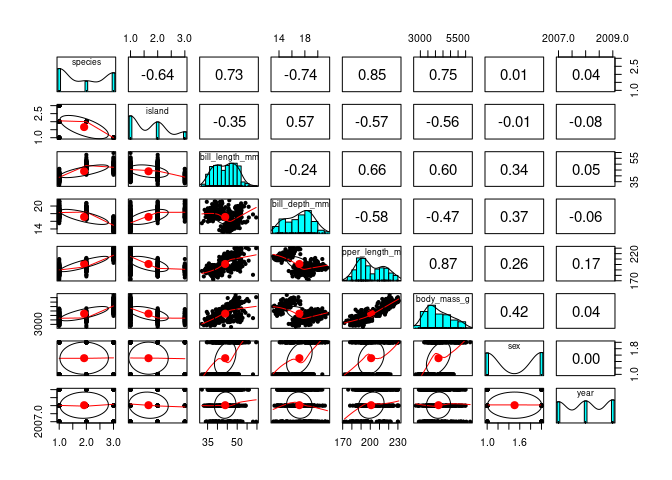 1.0 2.0 3.0 14 18 3000 5500 2007.0 2009.0
species -0.64 0.73 -0.74 0.85 0.75 0.01 0.04 1.0 2.5
1.0 2.5 island -0.35 0.57 -0.57 -0.56 -0.01 -0.08
bill_length_mm -0.24 0.66 0.60 0.34 0.05 35 55
14 20 bill_depth_mm -0.58 -0.47 0.37 -0.06
pper_length_m 0.87 0.26 0.17 170 220
3000 body_mass_g 0.42 0.04
sex 0.00 1.0 1.8
2007.0 year
1.0 2.0 3.0 35 50 170 200 230 1.0 1.6